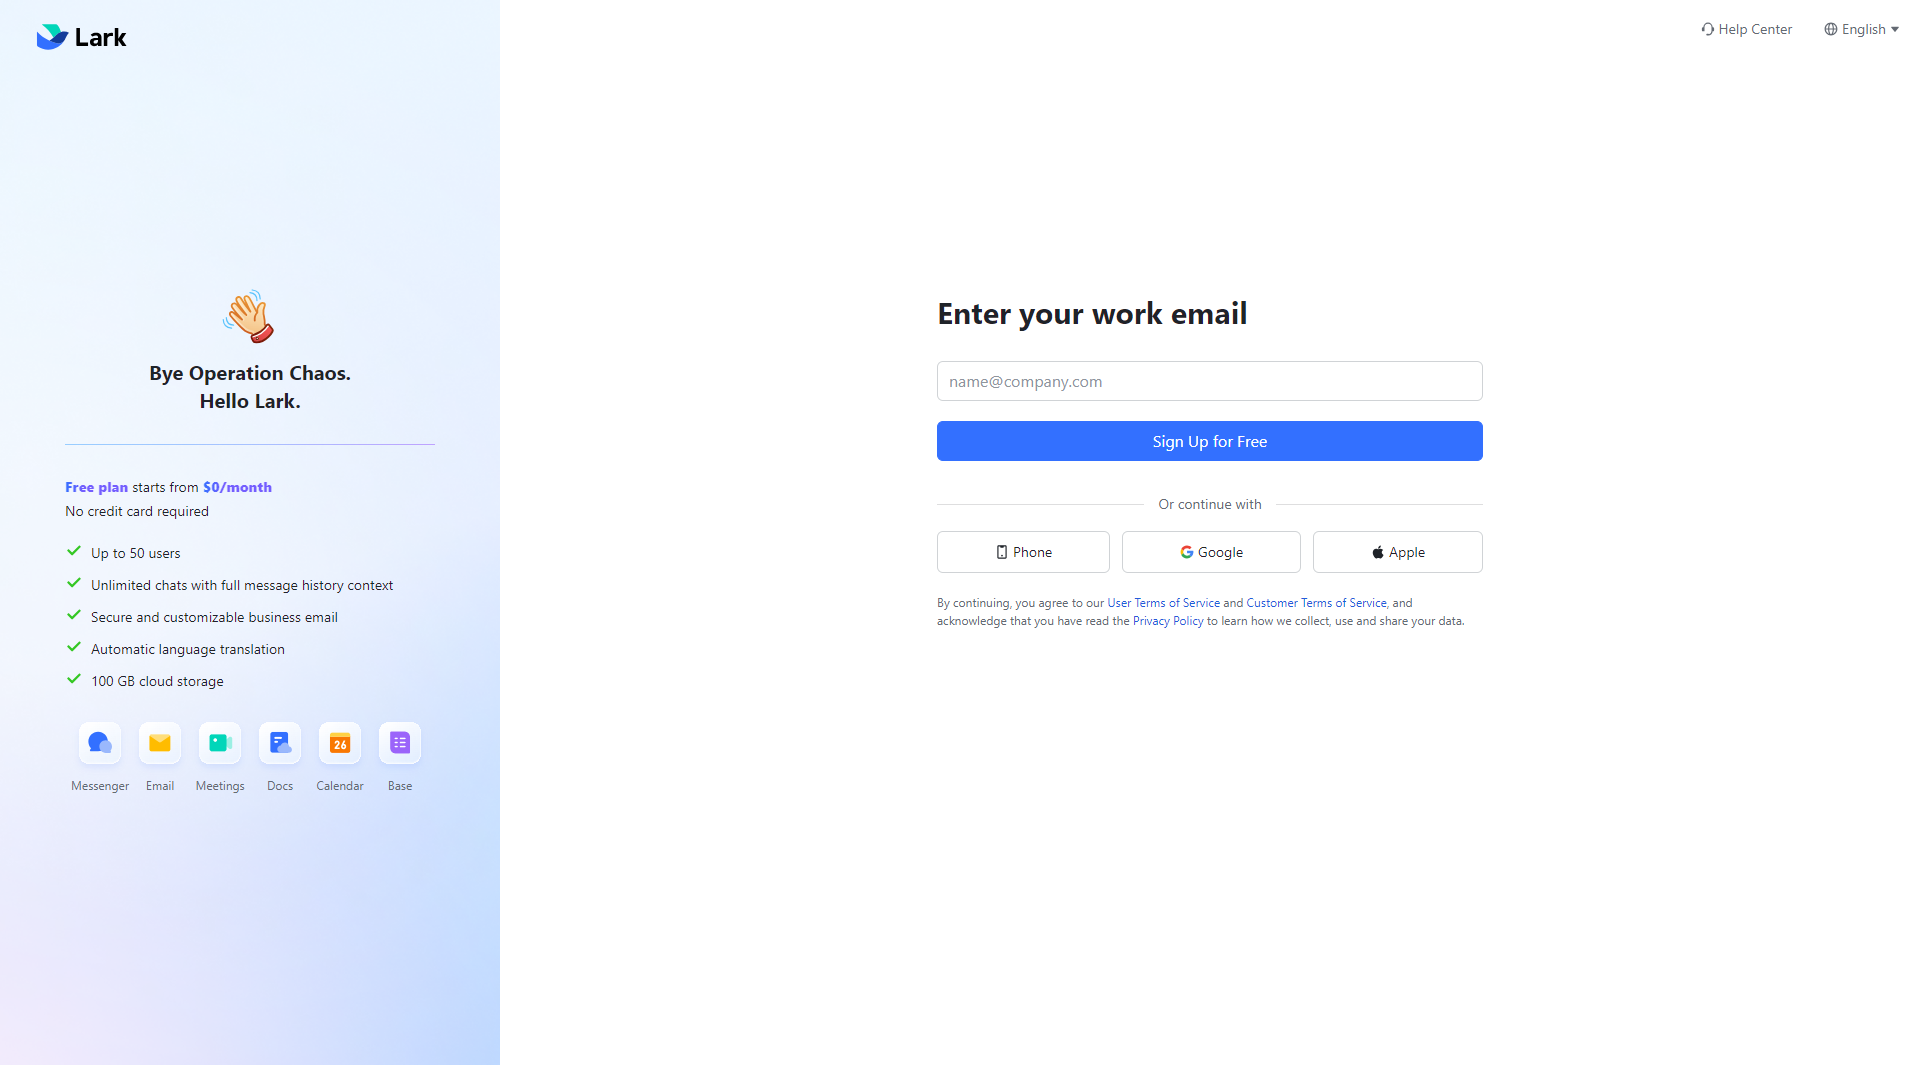 Lark
Help Center
English
Bye Operation Chaos.
Hello Lark.
Free plan starts from $0/month
No credit card required
Up to 50 users
Unlimited chats with full message history context
Secure and customizable business email
Automatic language translation
100 GB cloud storage
26
Messenger
Email
Meetings
Docs
Calendar
Base
Enter your work email
name@company.com
Sign Up for Free
Or continue with
Phone
Google
Apple
By continuing, you agree to our User Terms of Service and Customer Terms of Service, and
acknowledge that you have read the Privacy Policy to learn how we collect, use and share your data.